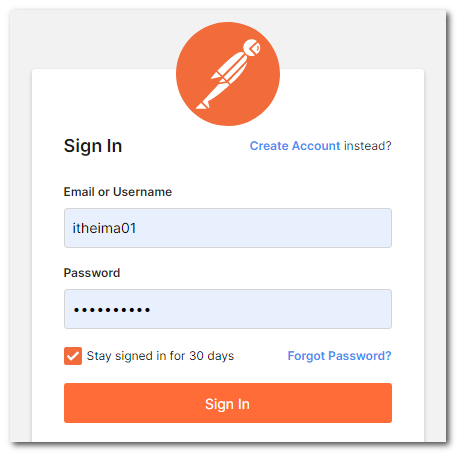 Sign In
Create Account instead?
Email or Username
itheima01
Password
••••••••••
Stay signed in for 30 days
Forgot Password?
Sign In